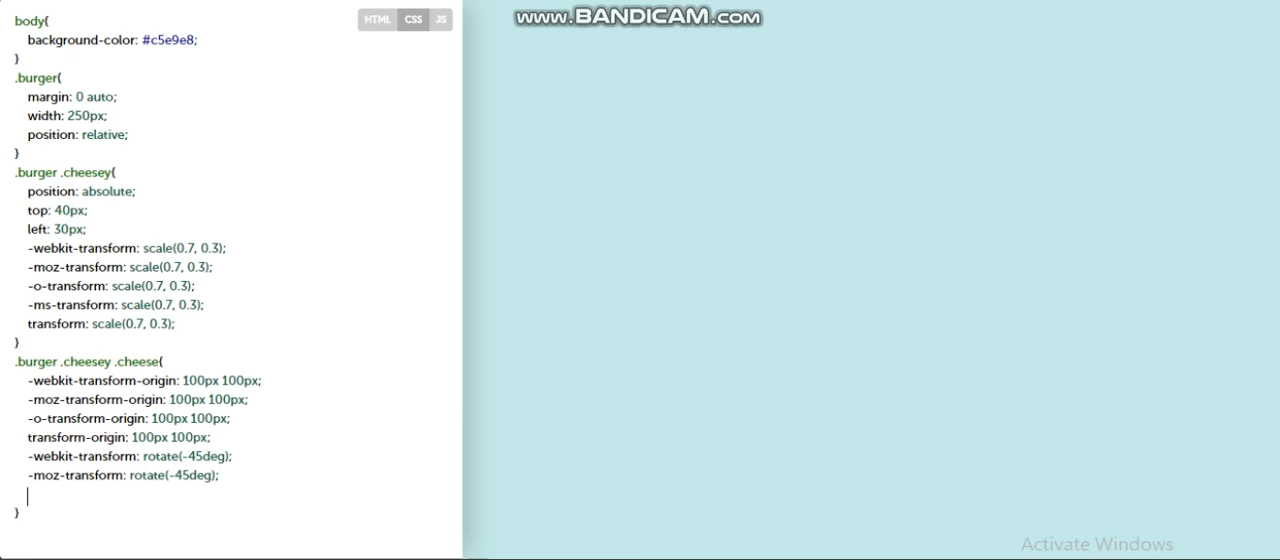 HTML CSS JS
www.BANDICAM.com
body{
background-color: #c5e9e8;
}
.burger{
margin: 0 auto;
width: 250px;
position: relative;
}
.burger .cheesey{
position: absolute;
top: 40px;
left: 30px;
-webkit-transform: scale(0.7, 0.3);
-moz-transform: scale(0.7, 0.3);
-o-transform: scale(0.7, 0.3);
-ms-transform: scale(0.7, 0.3);
transform: scale(0.7, 0.3);
}
.burger .cheesey .cheese{
-webkit-transform-origin: 100px 100px;
-moz-transform-origin: 100px 100px;
-o-transform-origin: 100px 100px;
transform-origin: 100px 100px;
-webkit-transform: rotate(-45deg);
-moz-transform: rotate(-45deg);
}
Activate Windows